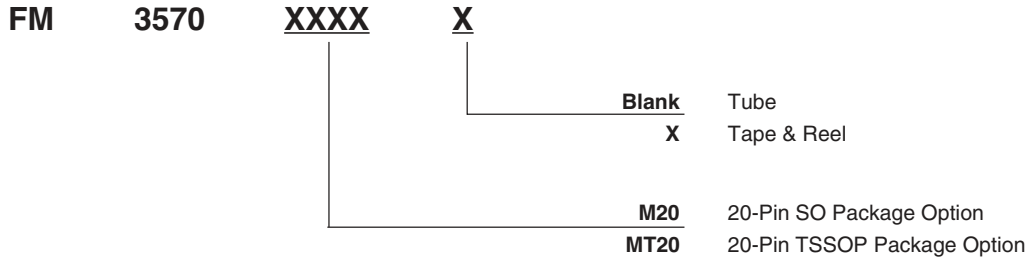 FM 3570 XXXX X
Blank Tube
X Tape & Reel
M20 20-Pin SO Package Option
MT20 20-Pin TSSOP Package Option